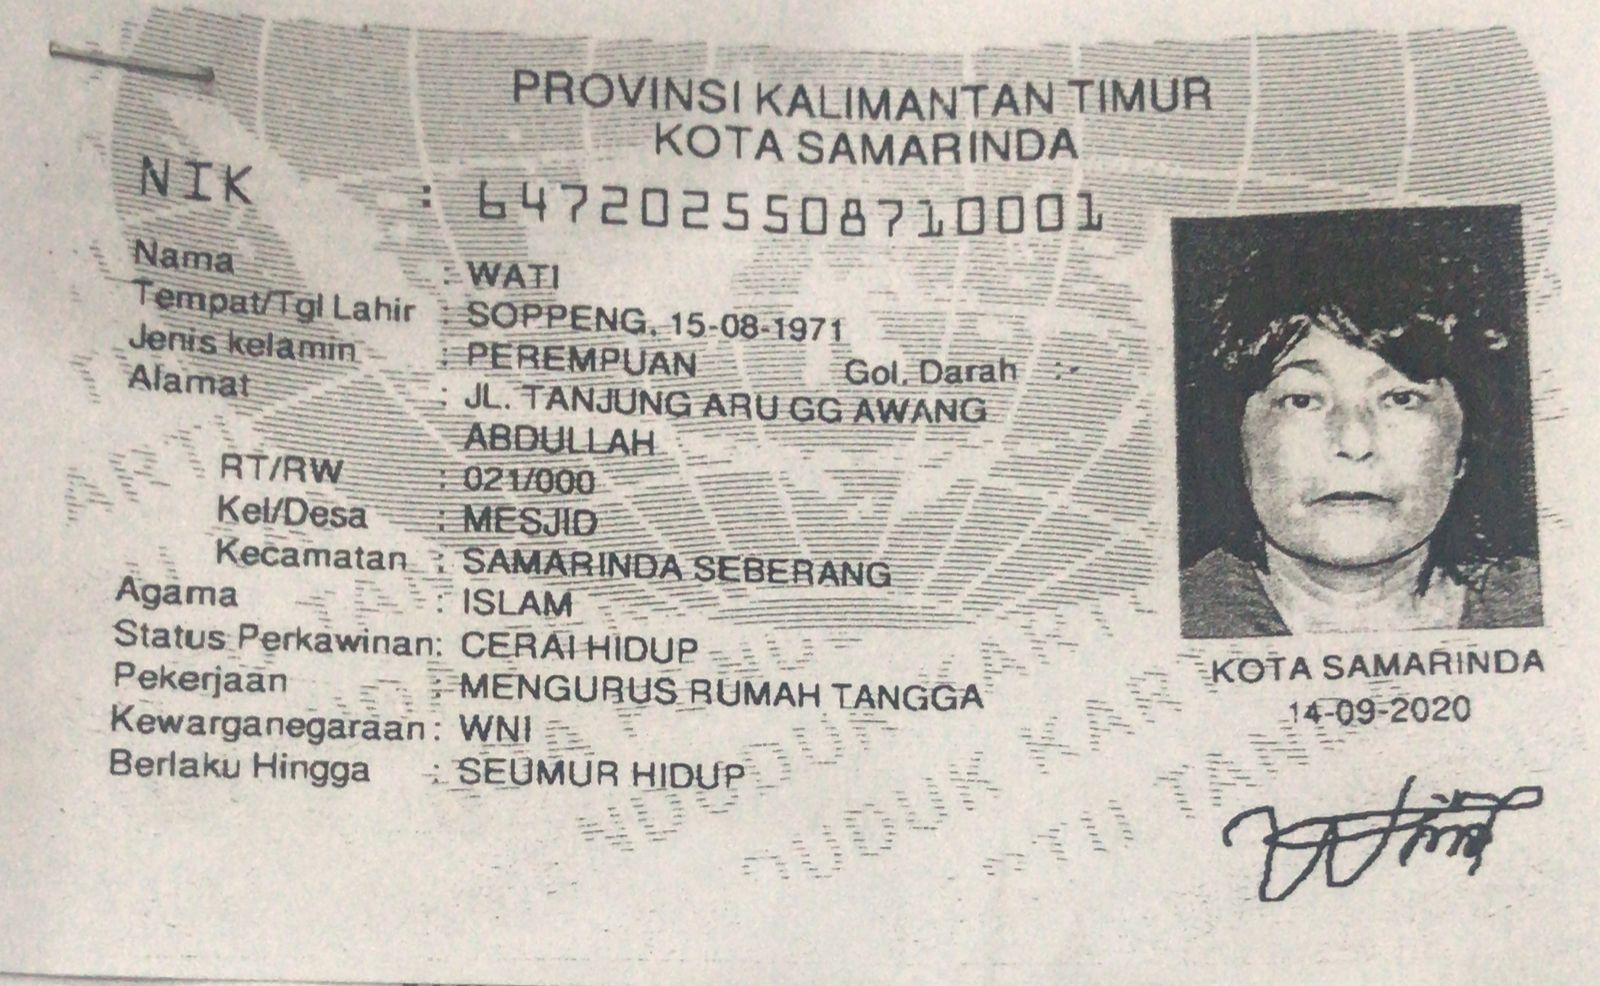 PROVINSI KALIMANTAN TIMUR
KOTA SAMARINDA
NIK : 6472025508710001
Nama : WATI
Tempat/Tgl Lahir : SOPPENG, 15-08-1971
Jenis kelamin : PEREMPUAN Gol. Darah : -
Alamat : JL. TANJUNG ARU GG AWANG
ABDULLAH
RT/RW : 021/000
Kel/Desa : MESJID
Kecamatan : SAMARINDA SEBERANG
Agama : ISLAM
Status Perkawinan: CERAI HIDUP
Pekerjaan : MENGURUS RUMAH TANGGA
Kewarganegaraan: WNI
Berlaku Hingga : SEUMUR HIDUP
KOTA SAMARINDA
14-09-2020